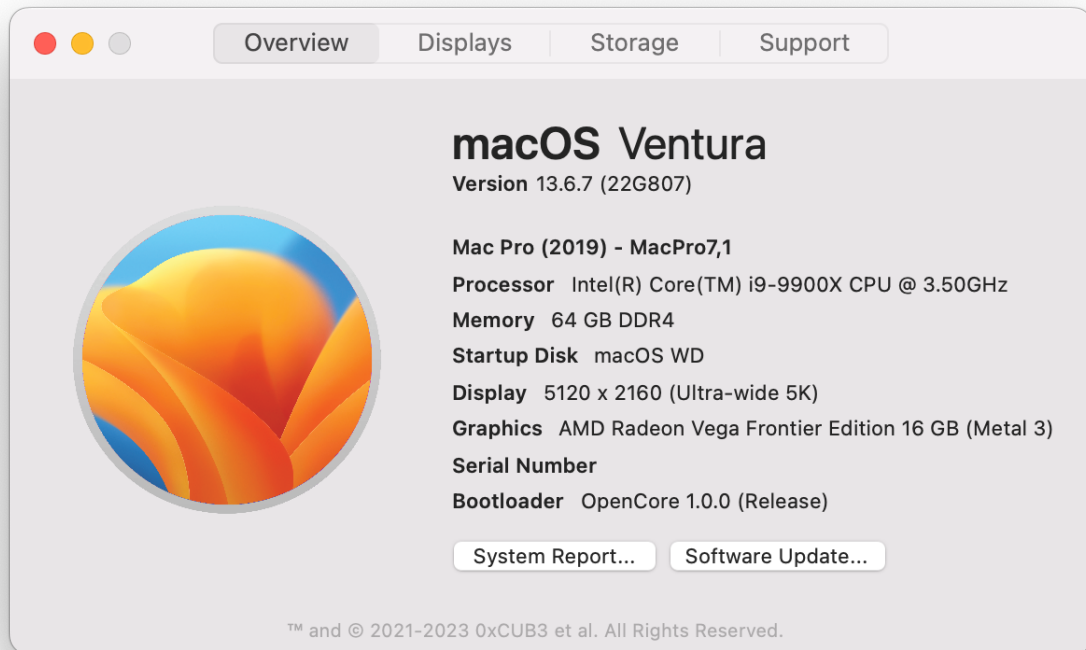 Overview Displays Storage Support
macOS Ventura
Version 13.6.7 (22G807)
Mac Pro (2019) - MacPro7,1
Processor Intel(R) Core(TM) i9-9900X CPU @ 3.50GHz
Memory 64 GB DDR4
Startup Disk macOS WD
Display 5120 x 2160 (Ultra-wide 5K)
Graphics AMD Radeon Vega Frontier Edition 16 GB (Metal 3)
Serial Number
Bootloader OpenCore 1.0.0 (Release)
System Report... Software Update...
™ and © 2021-2023 0xCUB3 et al. All Rights Reserved.